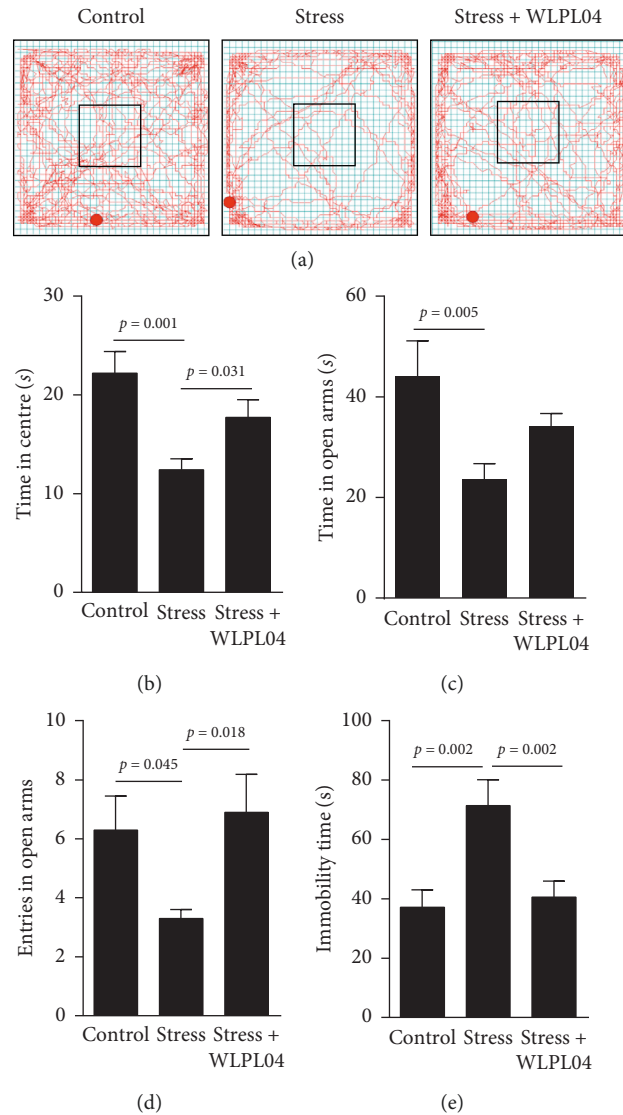 Control Stress Stress + WLPL04
(a)
30
20
10
0
Time in centre (s)
p = 0.001
p = 0.031
Control Stress Stress +
WLPL04
(b)
60
40
20
0
Time in open arms (s)
p = 0.005
Control Stress Stress +
WLPL04
(c)
10
8
6
4
2
0
Entries in open arms
p = 0.045
p = 0.018
Control Stress Stress +
WLPL04
(d)
100
80
60
40
20
0
Immobility time (s)
p = 0.002
p = 0.002
Control Stress Stress +
WLPL04
(e)